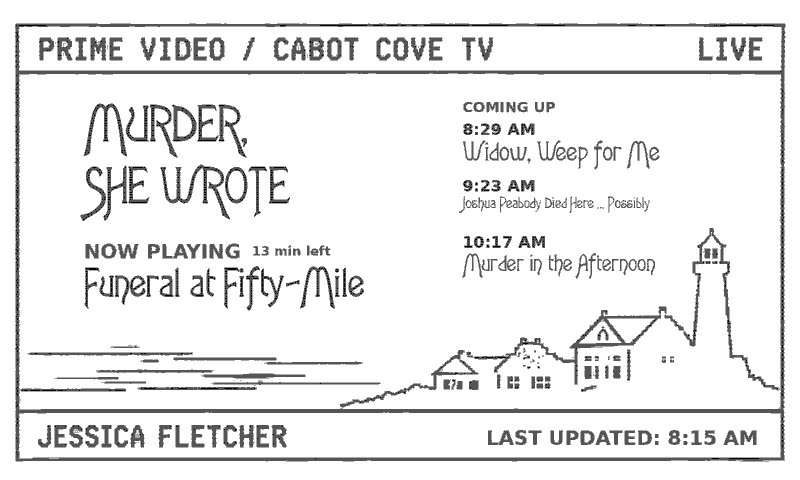 PRIME VIDEO / CABOT COVE TV
LIVE
MURDER,
SHE WROTE
NOW PLAYING 13 min left
Funeral at Fifty-Mile
COMING UP
8:29 AM
Widow, Weep for Me
9:23 AM
Joshua Peabody Died Here ... Possibly
10:17 AM
Murder in the Afternoon
JESSICA FLETCHER
LAST UPDATED: 8:15 AM